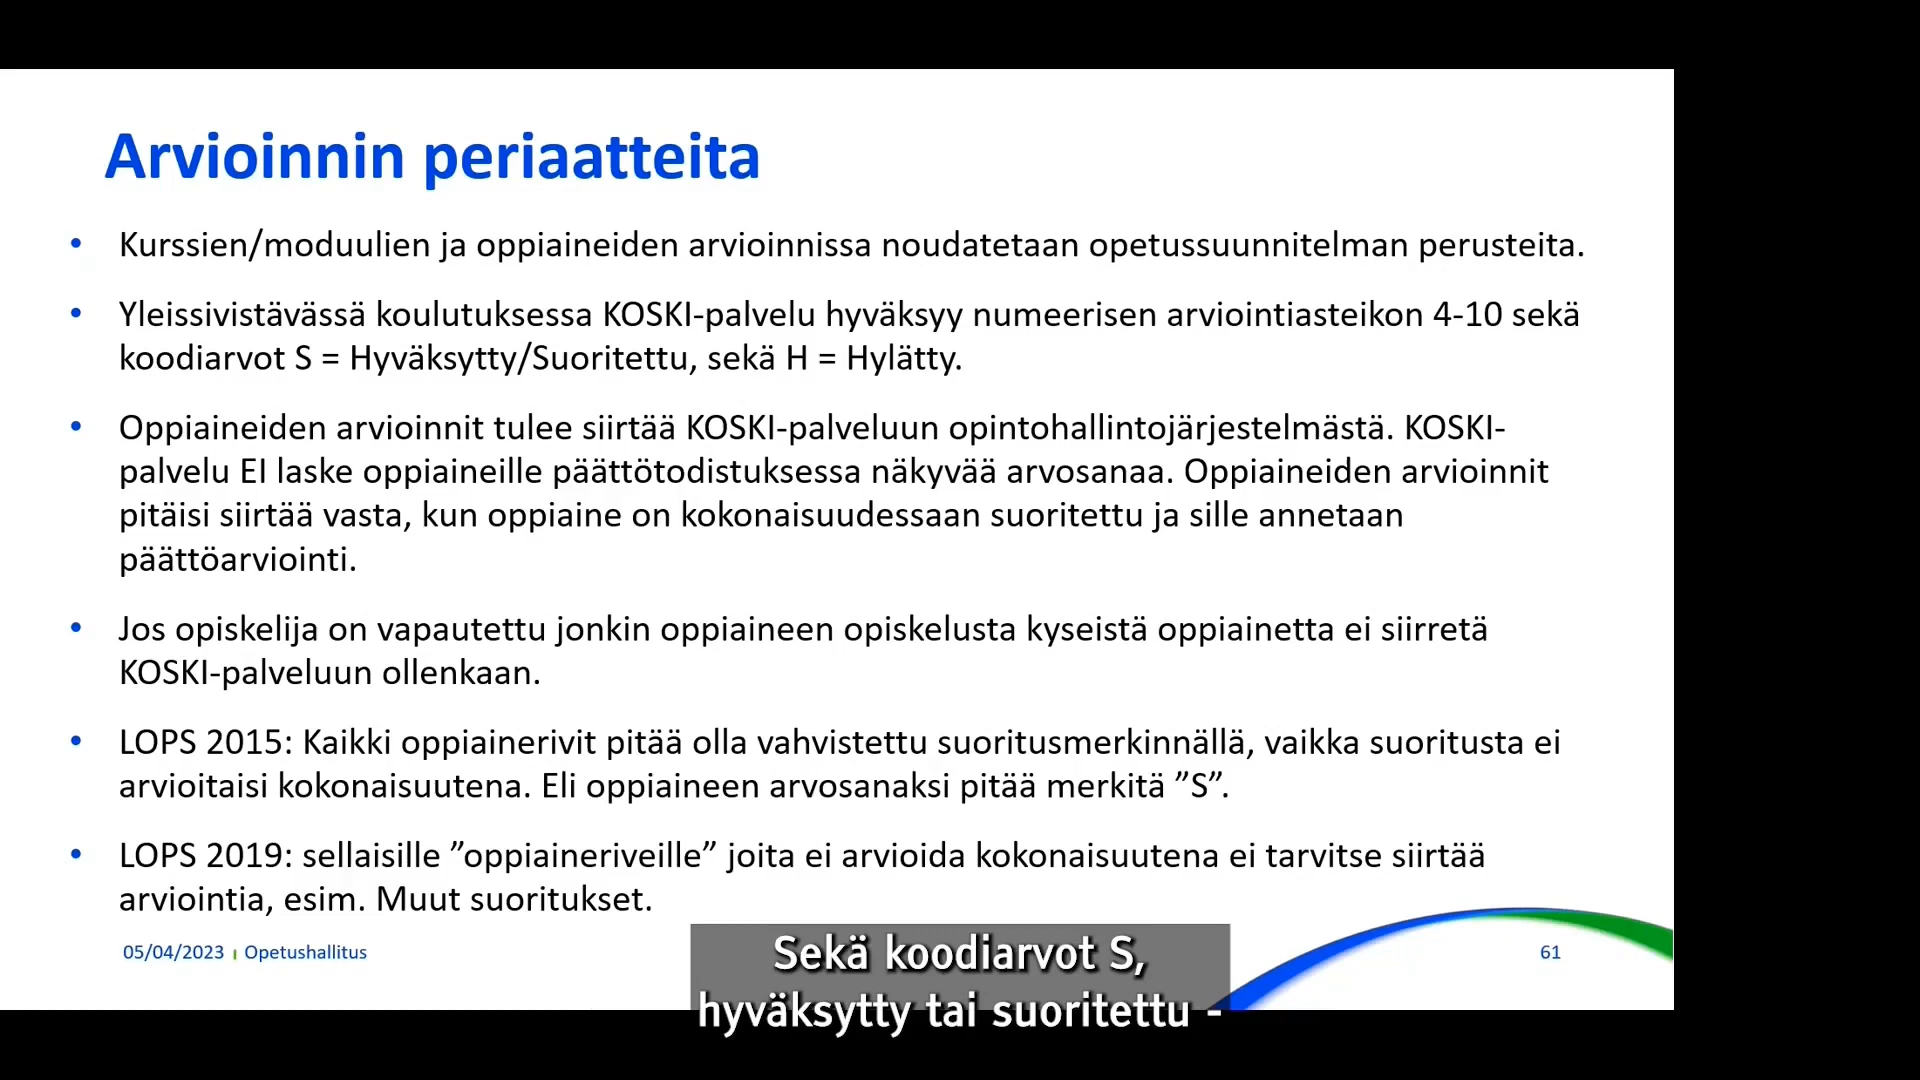 Arvioinnin periaatteita
• Kurssien/moduulien ja oppiaineiden arvioinnissa noudatetaan opetussuunnitelman perusteita.
• Yleissivistävässä koulutuksessa KOSKI-palvelu hyväksyy numeerisen arviointiasteikon 4-10 sekä
koodiarvot S = Hyväksytty/Suoritettu, sekä H = Hylätty.
• Oppiaineiden arvioinnit tulee siirtää KOSKI-palveluun opintohallintojärjestelmästä. KOSKI-
palvelu EI laske oppiaineille päättötodistuksessa näkyvää arvosanaa. Oppiaineiden arvioinnit
pitäisi siirtää vasta, kun oppiaine on kokonaisuudessaan suoritettu ja sille annetaan
päättöarviointi.
• Jos opiskelija on vapautettu jonkin oppiaineen opiskelusta kyseistä oppiainetta ei siirretä
KOSKI-palveluun ollenkaan.
• LOPS 2015: Kaikki oppiainerivit pitää olla vahvistettu suoritusmerkinnällä, vaikka suoritusta ei
arvioitaisi kokonaisuutena. Eli oppiaineen arvosanaksi pitää merkitä ”S”.
• LOPS 2019: sellaisille ”oppiaineriveille” joita ei arvioida kokonaisuutena ei tarvitse siirtää
arviointia, esim. Muut suoritukset.
05/04/2023 | Opetushallitus
61
Sekä koodiarvot S,
hyväksytty tai suoritettu -